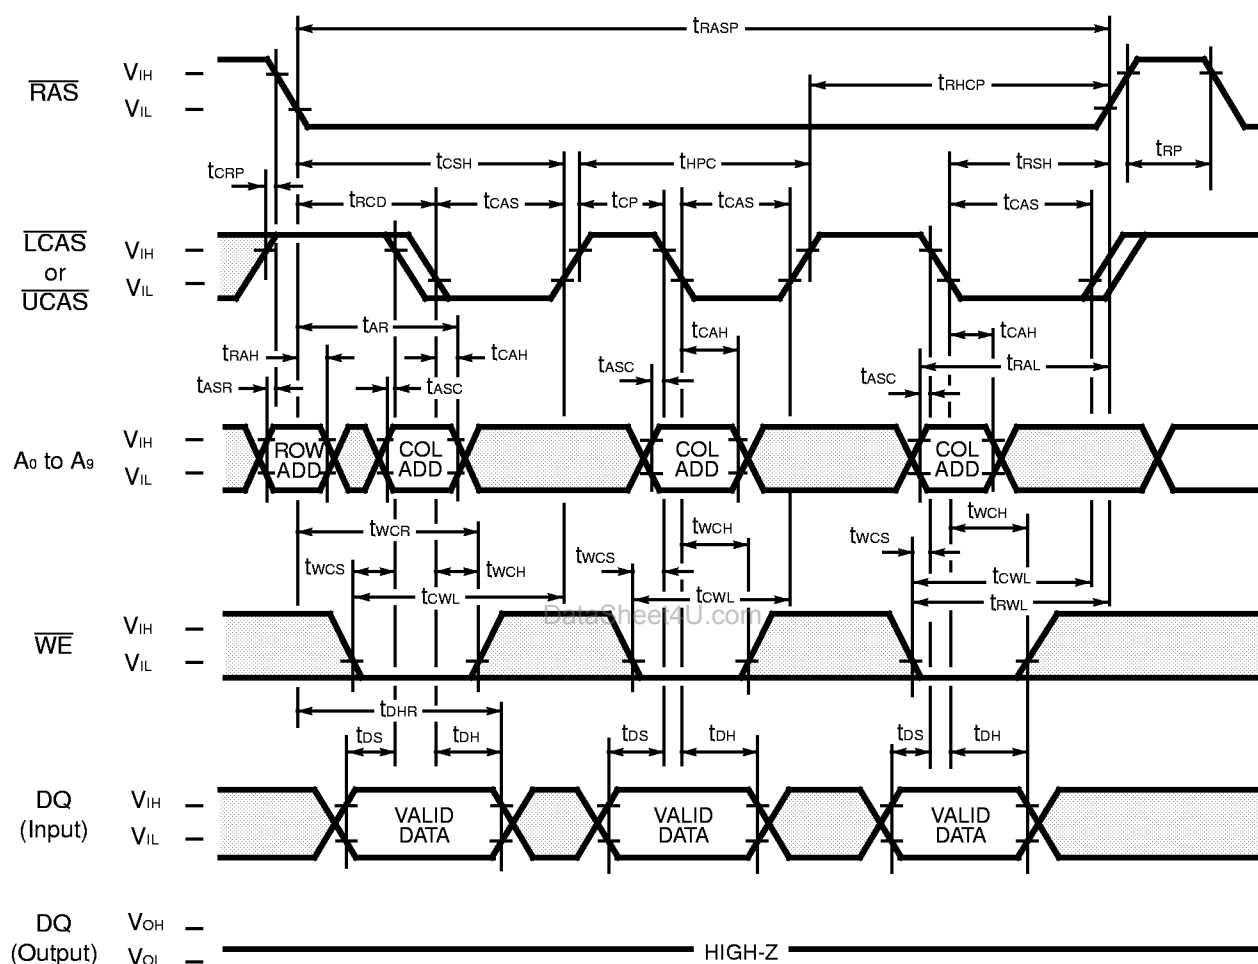 tRASP
RAS
VIH
VIL
tRHCP
tCRP
tCSH
tHPC
tRSH
tRP
tRCD
tCAS
tCP
tCAS
tCAS
LCAS
or
UCAS
VIH
VIL
tAR
tRAH
tCAH
tCAH
tCAH
tASR
tASC
tASC
tASC
tRAL
A0 to A9
VIH
VIL
ROW
ADD
COL
ADD
COL
ADD
COL
ADD
tWCR
tWCH
tWCH
tWCS
tWCH
tWCS
tWCS
tCWL
tCWL
tCWL
tRWL
DataSheet4U.com
WE
VIH
VIL
tDHR
tDS
tDH
tDS
tDH
tDS
tDH
DQ
(Input)
VIH
VIL
VALID
DATA
VALID
DATA
VALID
DATA
DQ
(Output)
VOH
VOL
HIGH-Z